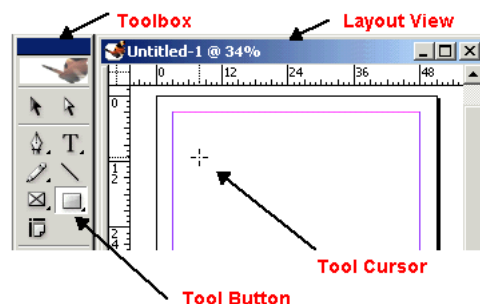 Toolbox
Layout View
Untitled-1 @ 34%
0 12 24 36 48
0
T
1
2
2
4
Tool Cursor
Tool Button